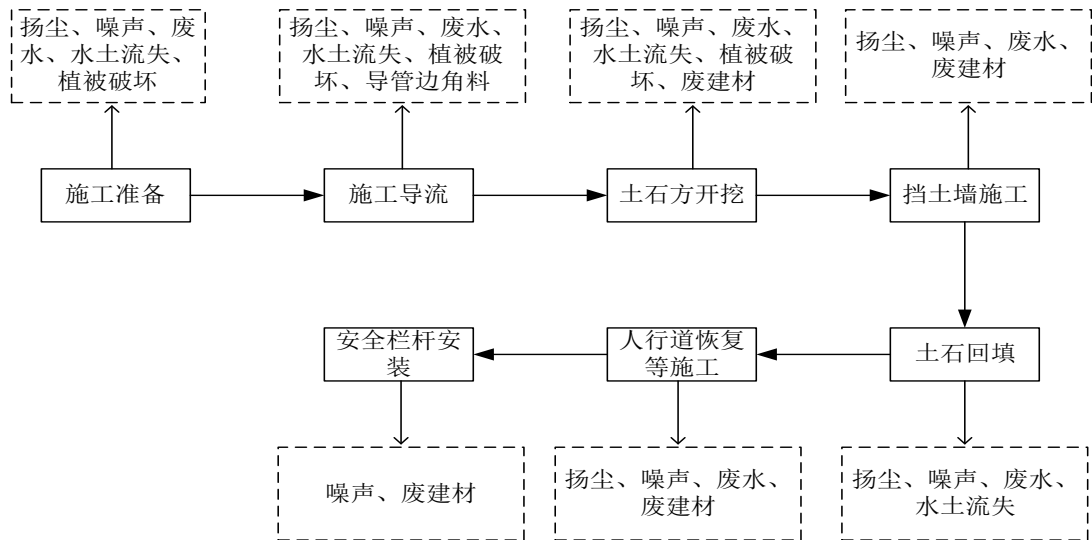 扬尘、噪声、废
水、水土流失、
植被破坏
扬尘、噪声、废水、
水土流失、植被破
坏、导管边角料
扬尘、噪声、废水、
水土流失、植被破
坏、废建材
扬尘、噪声、废水、
废建材
施工准备
施工导流
土石方开挖
挡土墙施工
安全栏杆安
装
人行道恢复
等施工
土石回填
噪声、废建材
扬尘、噪声、废水、
废建材
扬尘、噪声、废水、
水土流失